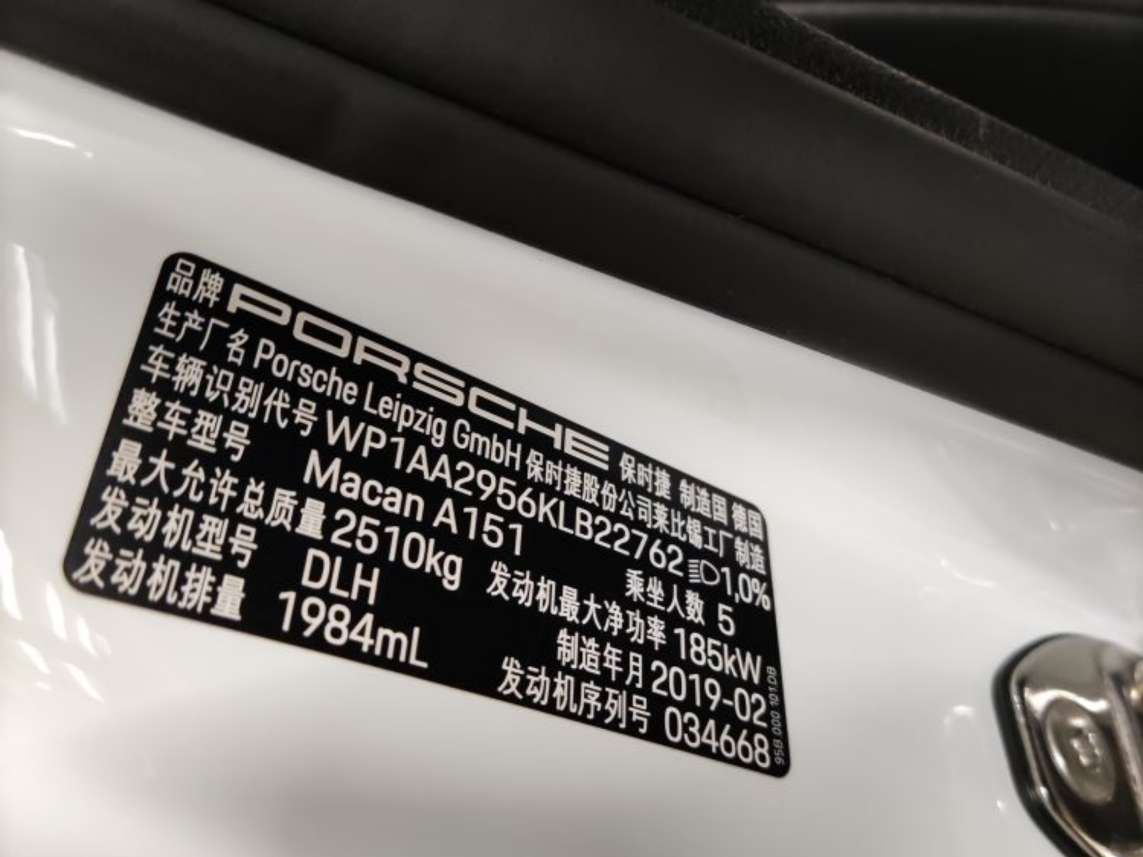 品牌 PORSCHE 保时捷 制造国 德国
生产厂名 Porsche Leipzig GmbH 保时捷股份公司莱比锡工厂制造
车辆识别代号 WP1AA2956KLB22762 1,0%
整车型号 Macan A151 乘坐人数 5
最大允许总质量 2510kg 发动机最大净功率 185kW
发动机型号 DLH 制造年月 2019-02
发动机排量 1984mL 发动机序列号 034668
95B.000.101.DB